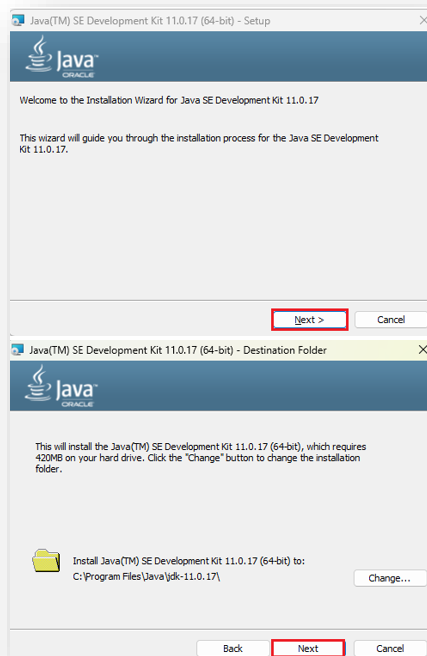 Java(TM) SE Development Kit 11.0.17 (64-bit) - Setup
Java™
ORACLE
Welcome to the Installation Wizard for Java SE Development Kit 11.0.17
This wizard will guide you through the installation process for the Java SE Development
Kit 11.0.17.
Next > Cancel
Java(TM) SE Development Kit 11.0.17 (64-bit) - Destination Folder
Java™
ORACLE
This will install the Java(TM) SE Development Kit 11.0.17 (64-bit), which requires
420MB on your hard drive. Click the "Change" button to change the installation
folder.
Install Java(TM) SE Development Kit 11.0.17 (64-bit) to:
C:\Program Files\Java\jdk-11.0.17\
Change...
Back Next Cancel